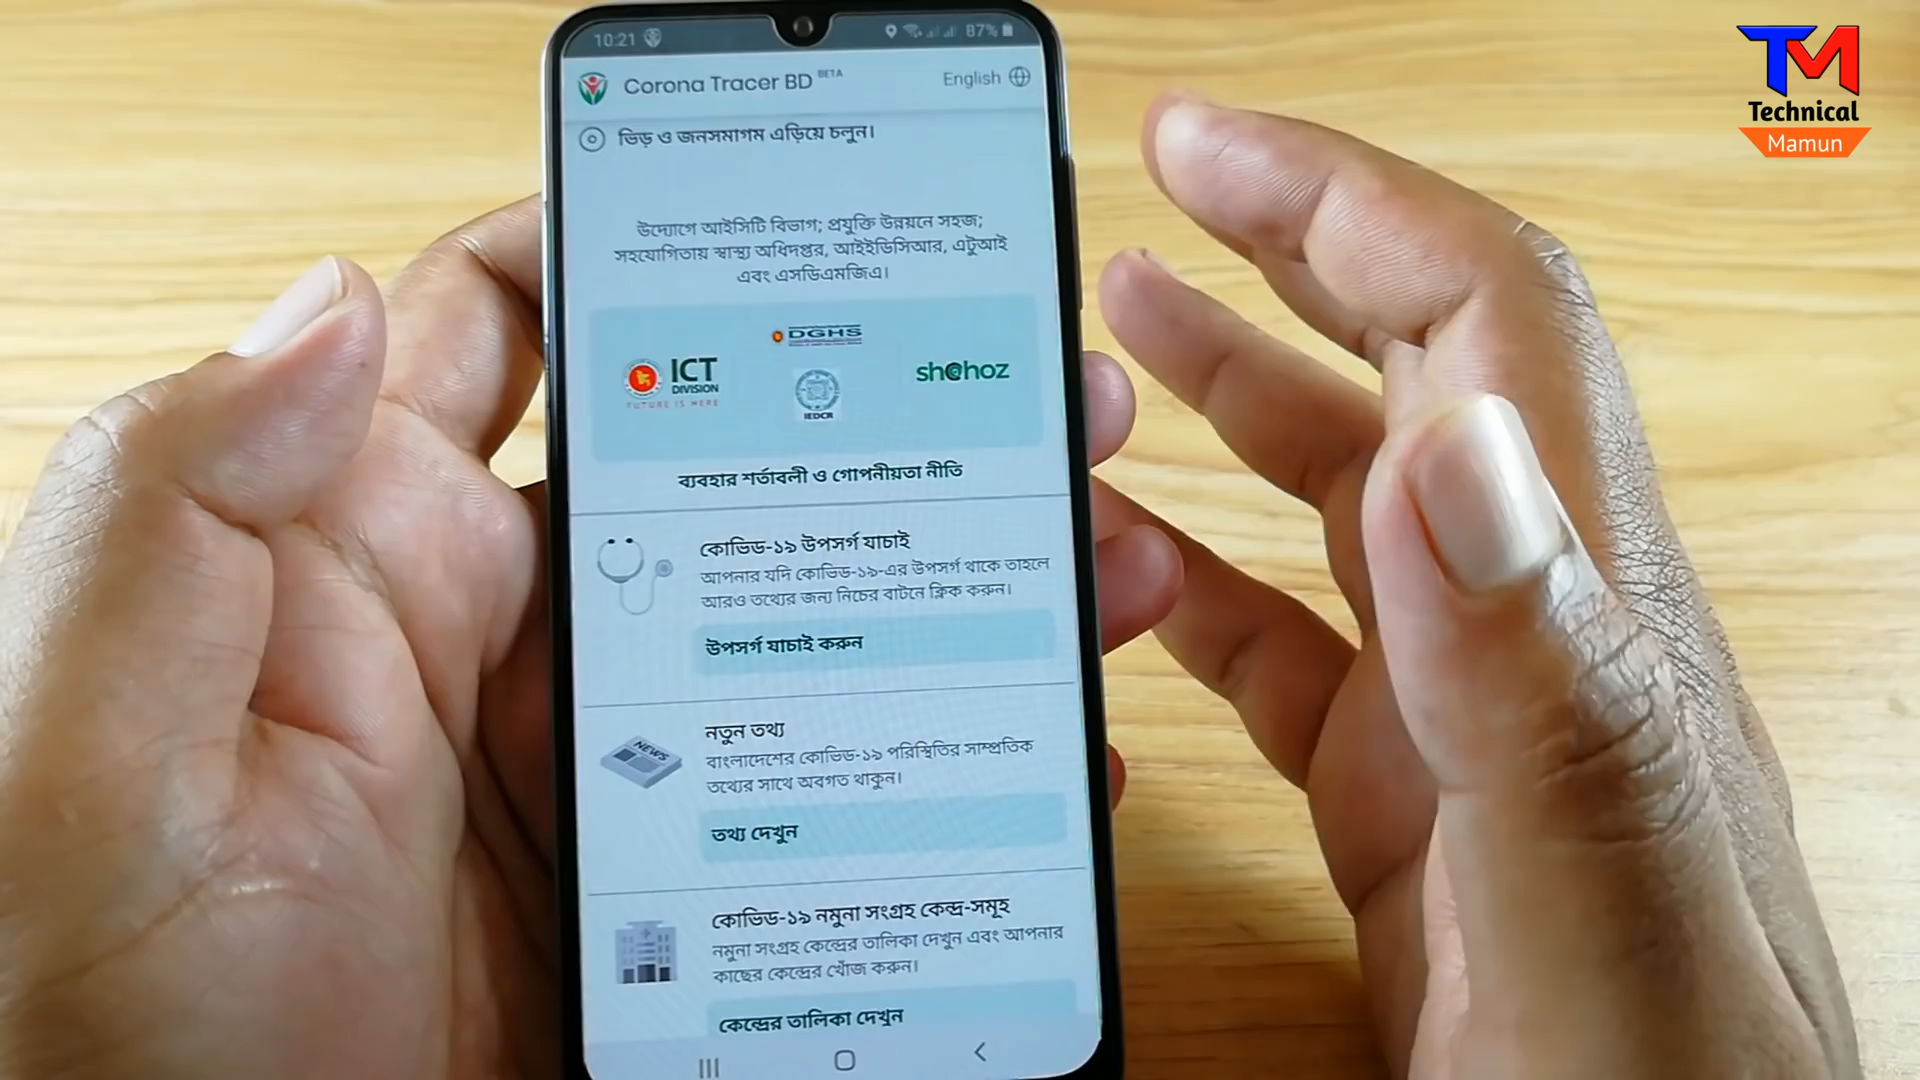 10:21
87%
Corona Tracer BD BETA
English
ভিড় ও জনসমাগম এড়িয়ে চলুন।
উদ্যোগে আইসিটি বিভাগ; প্রযুক্তি উন্নয়নে সহজ;
সহযোগিতায় স্বাস্থ্য অধিদপ্তর, আইইডিসিআর, এটুআই
এবং এসডিএমজিএ।
DGHS
ICT
DIVISION
FUTURE IS HERE
IEDCR
shohoz
ব্যবহার শর্তাবলী ও গোপনীয়তা নীতি
কোভিড-১৯ উপসর্গ যাচাই
আপনার যদি কোভিড-১৯-এর উপসর্গ থাকে তাহলে
আরও তথ্যের জন্য নিচের বাটনে ক্লিক করুন।
উপসর্গ যাচাই করুন
NEWS
নতুন তথ্য
বাংলাদেশের কোভিড-১৯ পরিস্থিতির সাম্প্রতিক
তথ্যের সাথে অবগত থাকুন।
তথ্য দেখুন
কোভিড-১৯ নমুনা সংগ্রহ কেন্দ্র-সমূহ
নমুনা সংগ্রহ কেন্দ্রের তালিকা দেখুন এবং আপনার
কাছের কেন্দ্রের খোঁজ করুন।
কেন্দ্রের তালিকা দেখুন
TM
Technical
Mamun